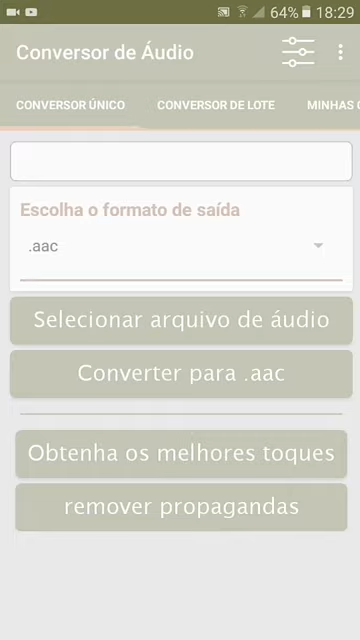 64% 18:29
Conversor de Áudio
CONVERSOR ÚNICO CONVERSOR DE LOTE MINHAS
Escolha o formato de saída
.aac
Selecionar arquivo de áudio
Converter para .aac
Obtenha os melhores toques
remover propagandas